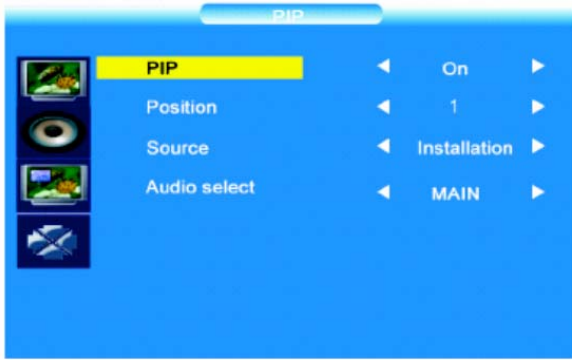 PIP
PIP On
Position 1
Source Installation
Audio select MAIN